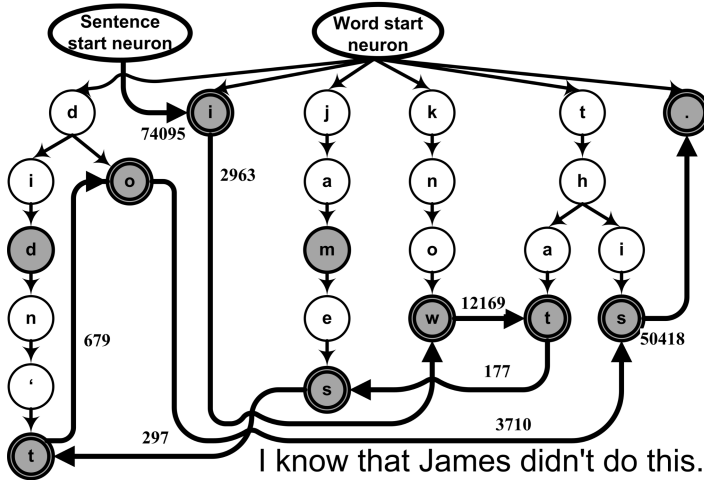 Sentence
start neuron
Word start
neuron
d i j k t .
74095
2963
i o a n h
d m o a i
n e w 12169 t s
679
50418
‘ s 177
t 297 3710
I know that James didn't do this.